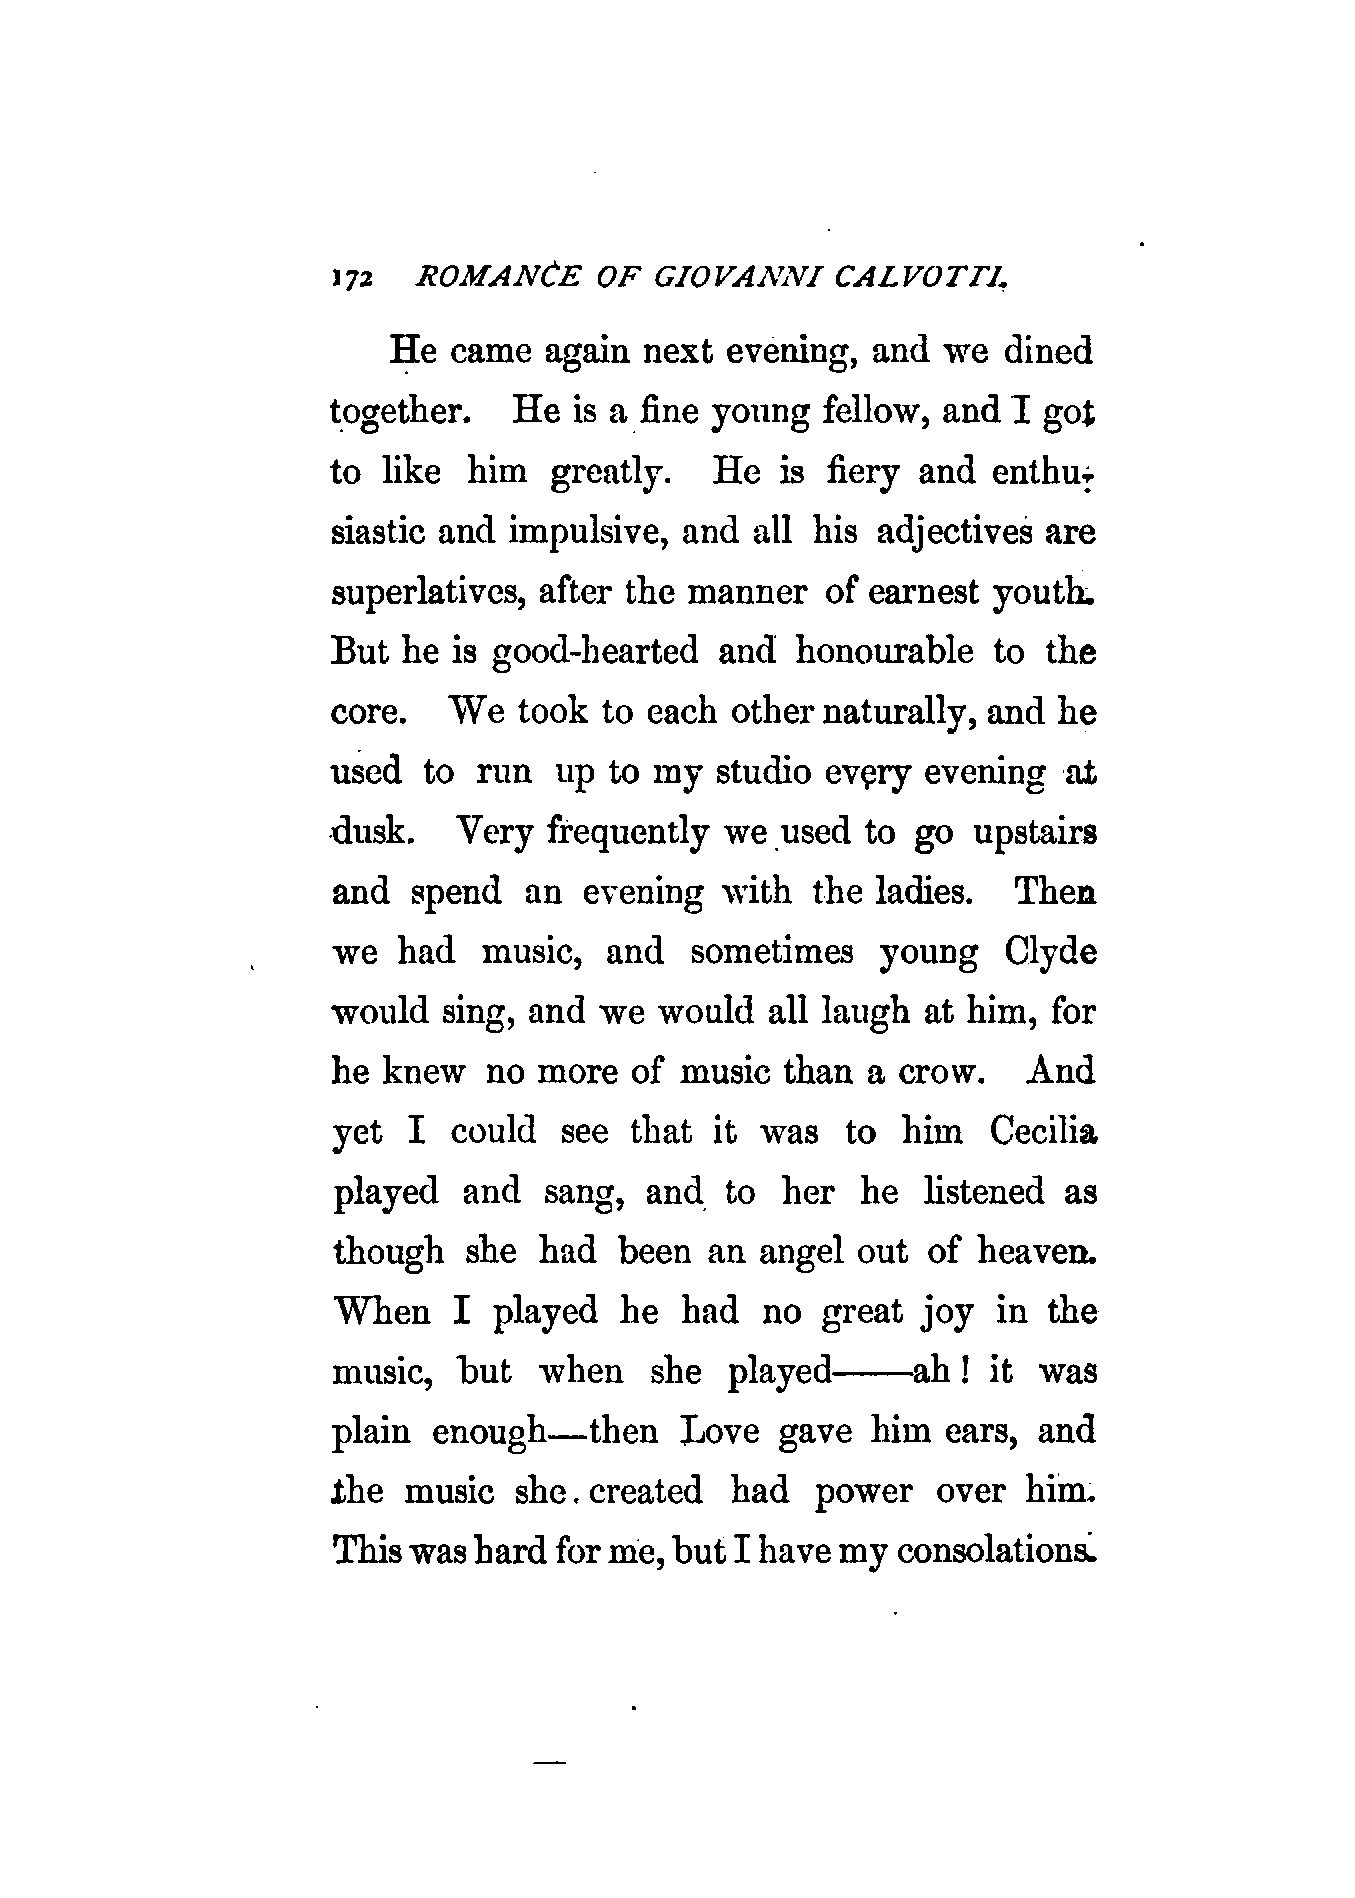 172 ROMANCE OF GIOVANNI CALVOTTI.
He came again next evening, and we dined
together. He is a fine young fellow, and I got
to like him greatly. He is fiery and enthu-
siastic and impulsive, and all his adjectives are
superlatives, after the manner of earnest youth.
But he is good-hearted and honourable to the
core. We took to each other naturally, and he
used to run up to my studio every evening at
dusk. Very frequently we used to go upstairs
and spend an evening with the ladies. Then
we had music, and sometimes young Clyde
would sing, and we would all laugh at him, for
he knew no more of music than a crow. And
yet I could see that it was to him Cecilia
played and sang, and to her he listened as
though she had been an angel out of heaven.
When I played he had no great joy in the
music, but when she played——ah! it was
plain enough—then Love gave him ears, and
the music she created had power over him.
This was hard for me, but I have my consolations.